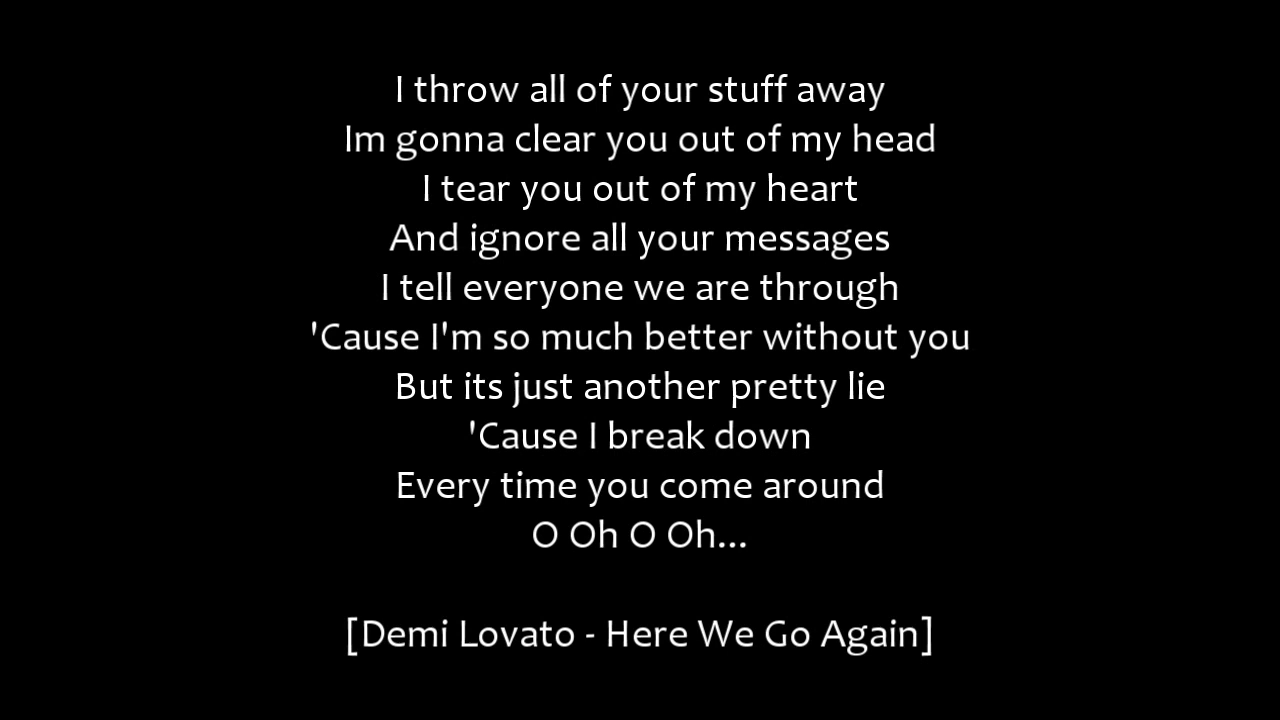 I throw all of your stuff away
Im gonna clear you out of my head
I tear you out of my heart
And ignore all your messages
I tell everyone we are through
'Cause I'm so much better without you
But its just another pretty lie
'Cause I break down
Every time you come around
O Oh O Oh...
[Demi Lovato - Here We Go Again]